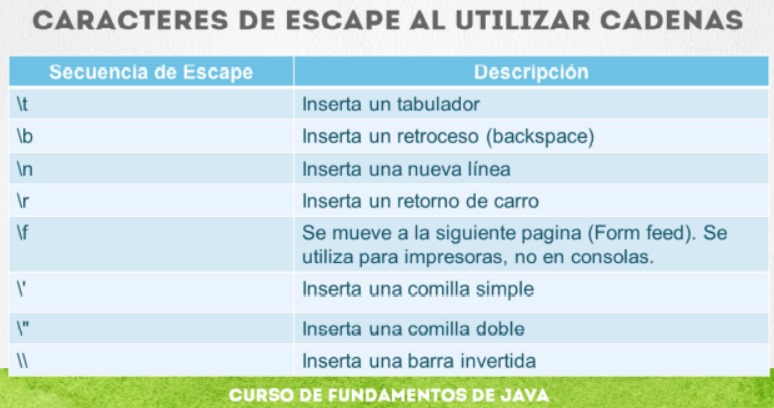 CARACTERES DE ESCAPE AL UTILIZAR CADENAS
Secuencia de Escape Descripción
\t Inserta un tabulador
\b Inserta un retroceso (backspace)
\n Inserta una nueva línea
\r Inserta un retorno de carro
\f Se mueve a la siguiente pagina (Form feed). Se
utiliza para impresoras, no en consolas.
\' Inserta una comilla simple
\" Inserta una comilla doble
\\ Inserta una barra invertida
CURSO DE FUNDAMENTOS DE JAVA